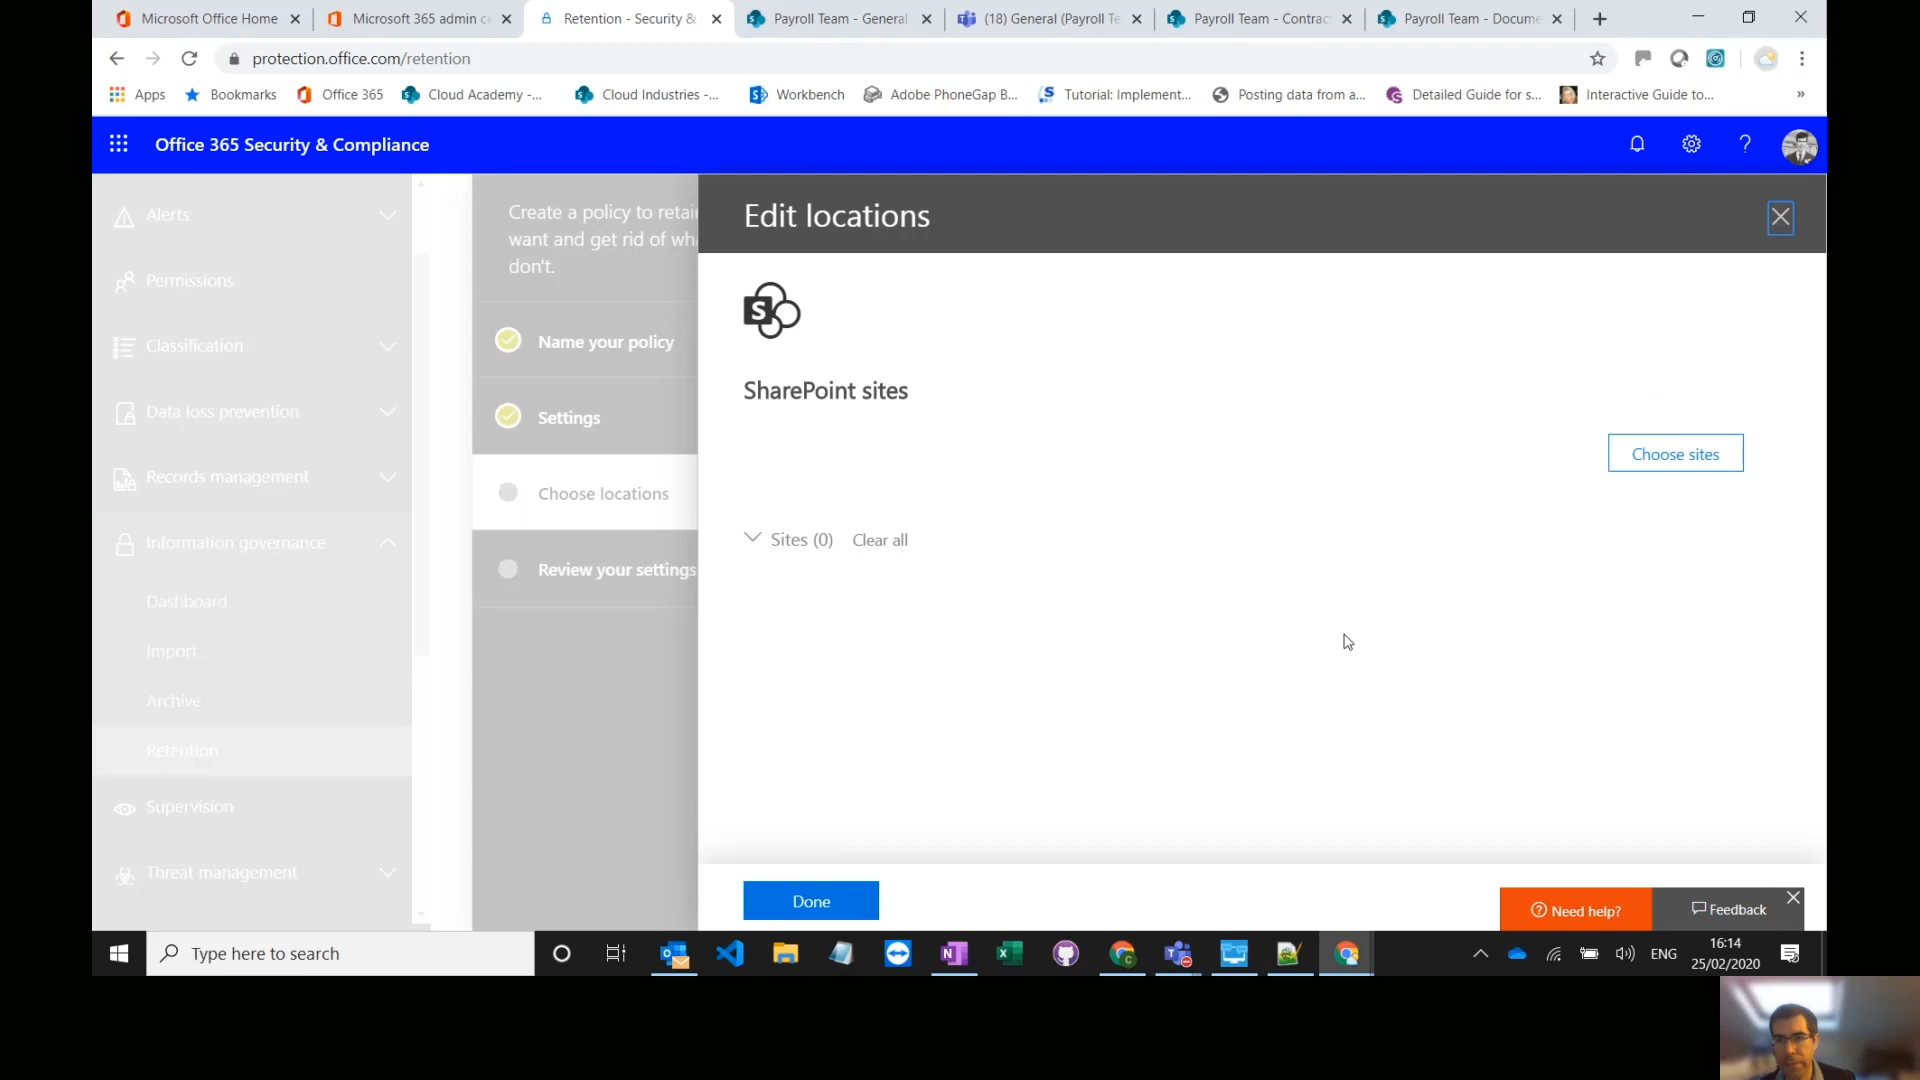 Microsoft Office Home
Microsoft 365 admin ce
Retention - Security &
Payroll Team - General
(18) General (Payroll Te
Payroll Team - Contrac
Payroll Team - Docume
protection.office.com/retention
Apps
Bookmarks
Office 365
Cloud Academy -...
Cloud Industries -...
Workbench
Adobe PhoneGap B...
Tutorial: Implement...
Posting data from a...
Detailed Guide for s...
Interactive Guide to...
»
Office 365 Security & Compliance
Alerts
Permissions
Classification
Data loss prevention
Records management
Information governance
Dashboard
Import
Archive
Retention
Supervision
Threat management
Create a policy to retai
want and get rid of wha
don't.
Name your policy
Settings
Choose locations
Review your settings
Edit locations
SharePoint sites
Choose sites
Sites (0) Clear all
Done
Need help?
Feedback
Type here to search
ENG
16:14
25/02/2020